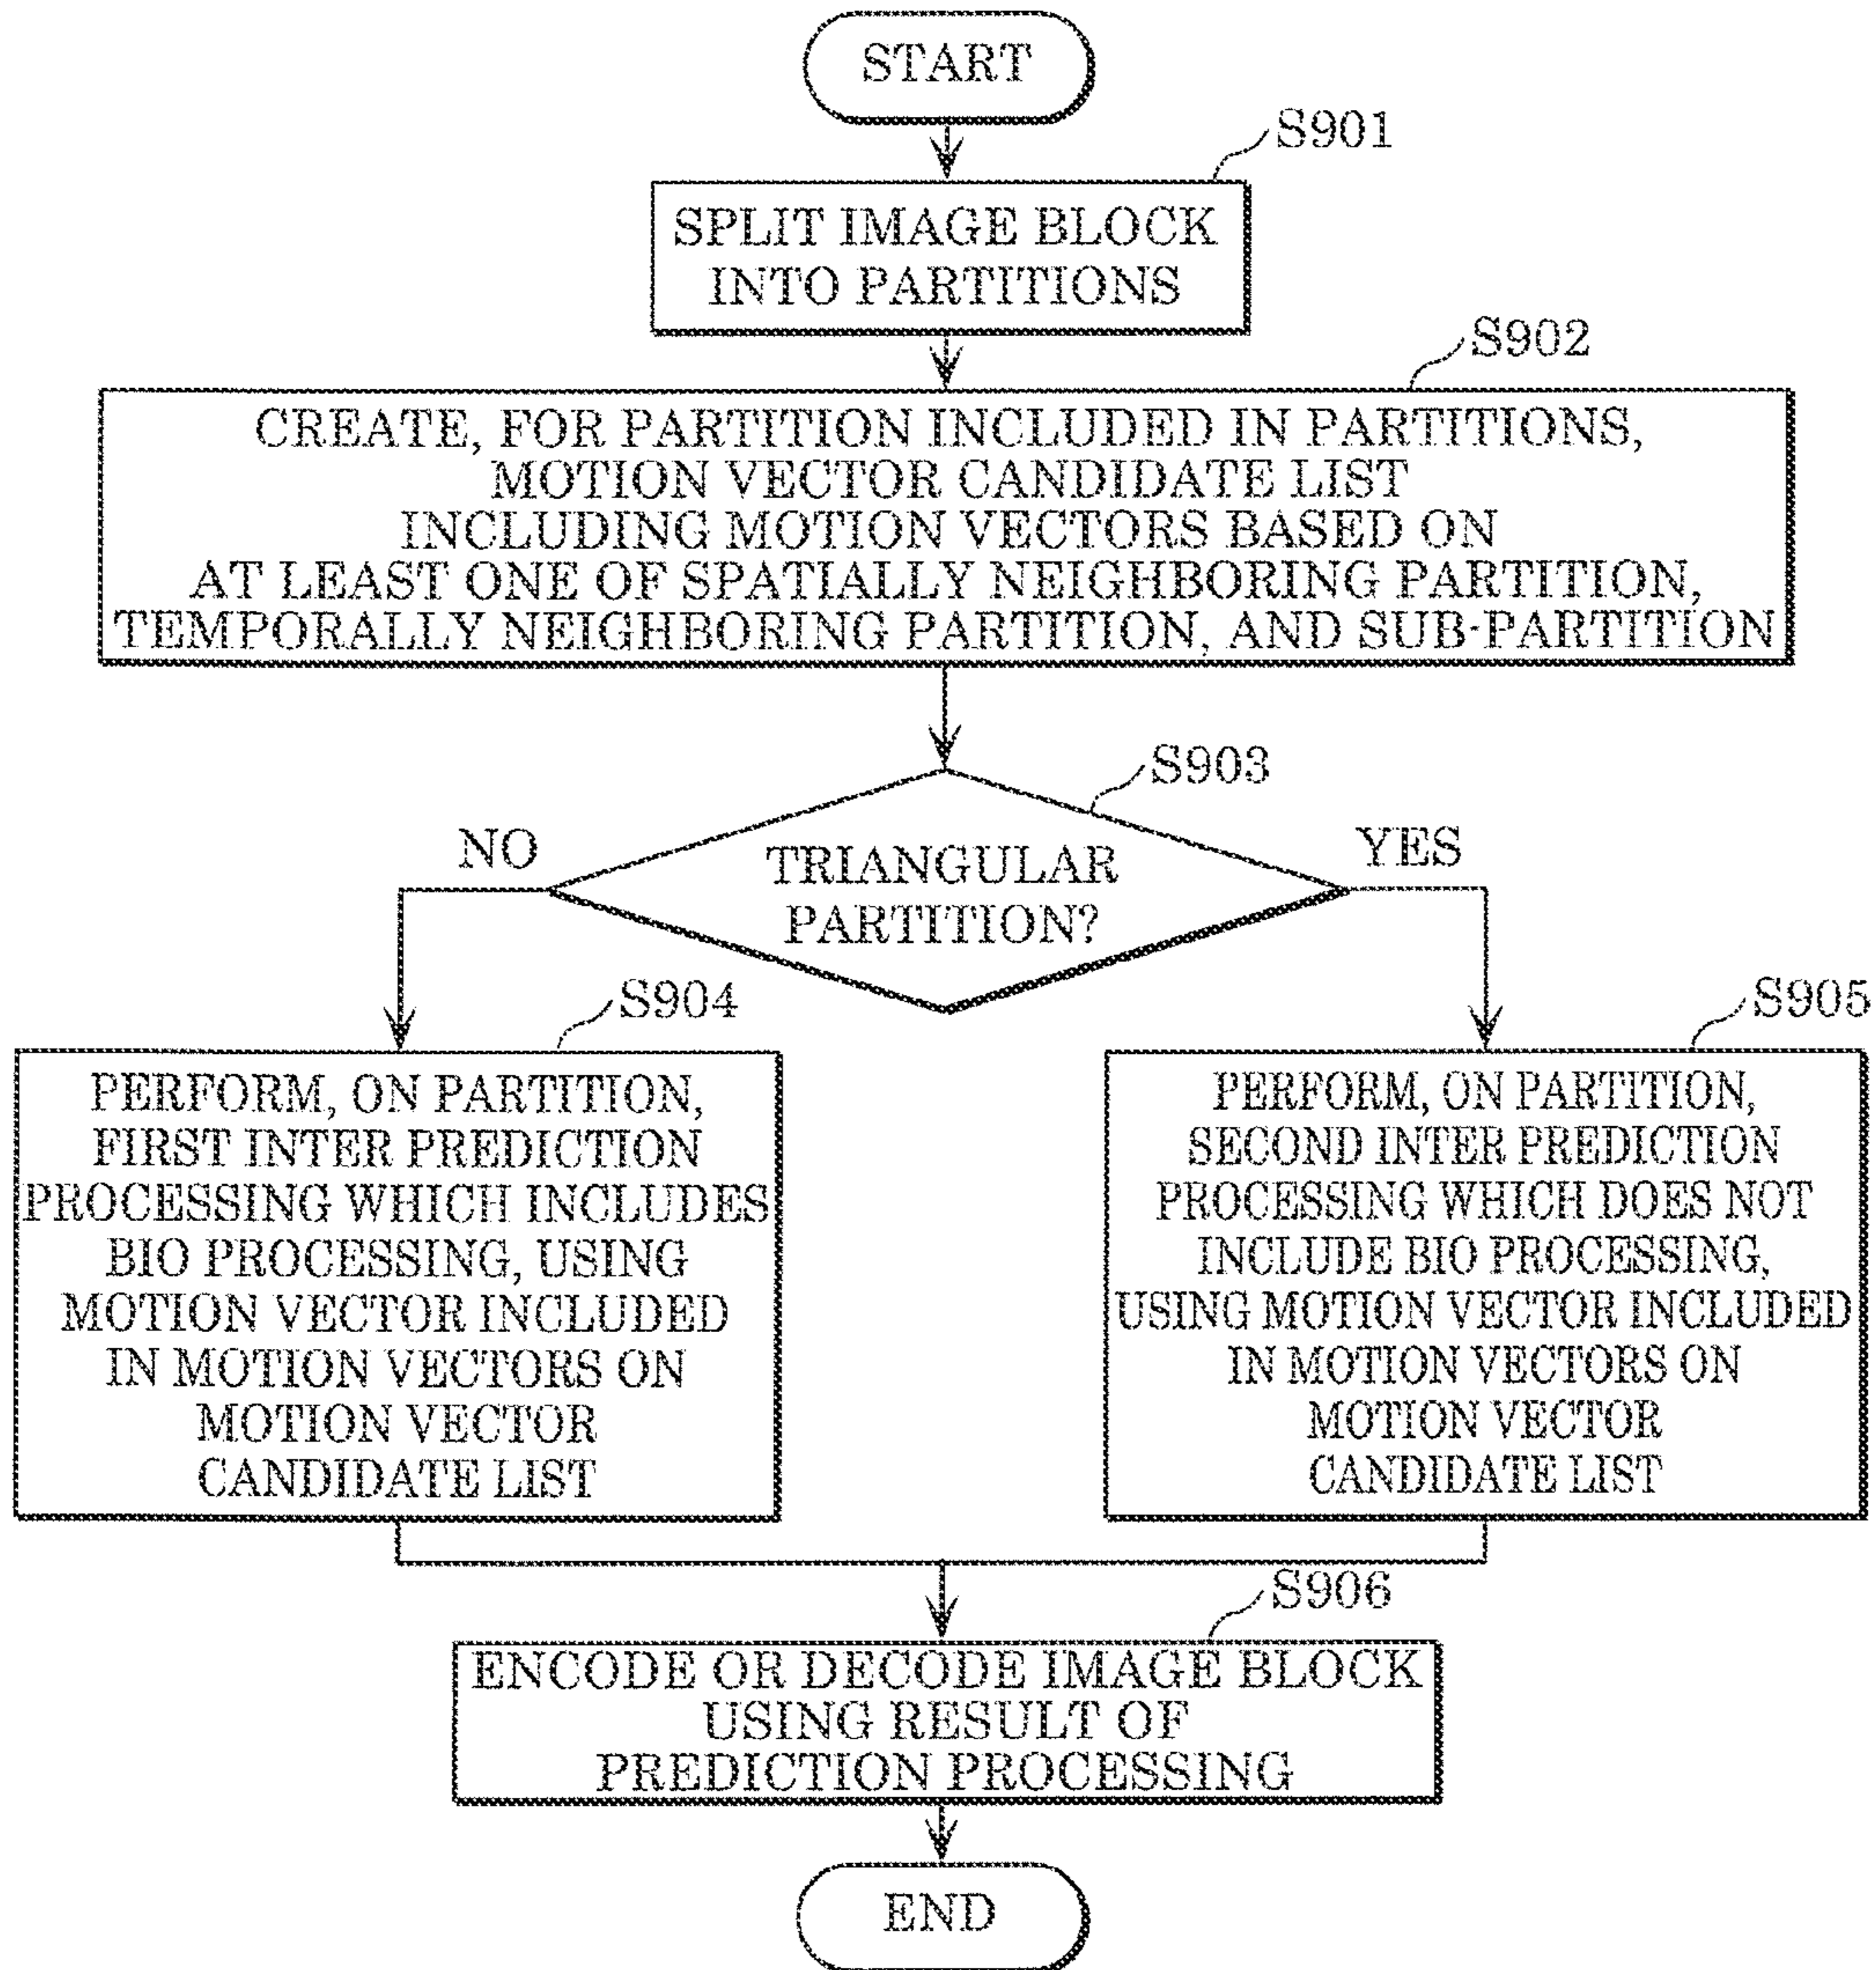 START
S901
SPLIT IMAGE BLOCK
INTO PARTITIONS
S902
CREATE, FOR PARTITION INCLUDED IN PARTITIONS,
MOTION VECTOR CANDIDATE LIST
INCLUDING MOTION VECTORS BASED ON
AT LEAST ONE OF SPATIALLY NEIGHBORING PARTITION,
TEMPORALLY NEIGHBORING PARTITION, AND SUB-PARTITION
S903
NO
YES
TRIANGULAR
PARTITION?
S904
PERFORM, ON PARTITION,
FIRST INTER PREDICTION
PROCESSING WHICH INCLUDES
BIO PROCESSING, USING
MOTION VECTOR INCLUDED
IN MOTION VECTORS ON
MOTION VECTOR
CANDIDATE LIST
S905
PERFORM, ON PARTITION,
SECOND INTER PREDICTION
PROCESSING WHICH DOES NOT
INCLUDE BIO PROCESSING,
USING MOTION VECTOR INCLUDED
IN MOTION VECTORS ON
MOTION VECTOR
CANDIDATE LIST
S906
ENCODE OR DECODE IMAGE BLOCK
USING RESULT OF
PREDICTION PROCESSING
END